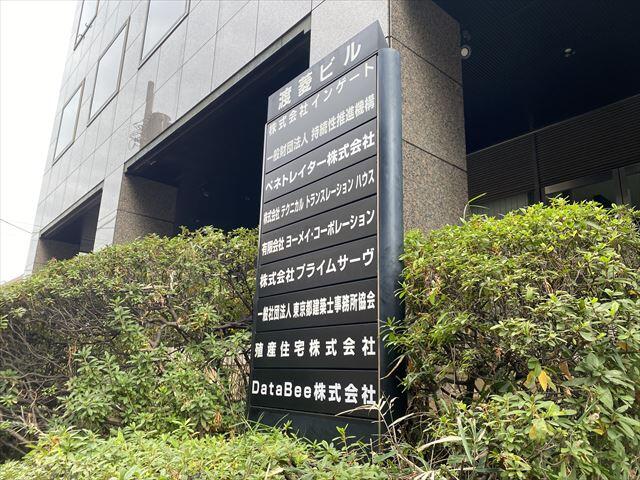 渡菱ビル
株式会社インゲート
一般財団法人 持続性推進機構
ペネトレイター株式会社
株式会社 テクニカル トランスレーション ハウス
有限会社 ヨーメイ・コーポレーション
株式会社プライムサーヴ
一般社団法人 東京都建築士事務所協会
殖産住宅株式会社
DataBee株式会社